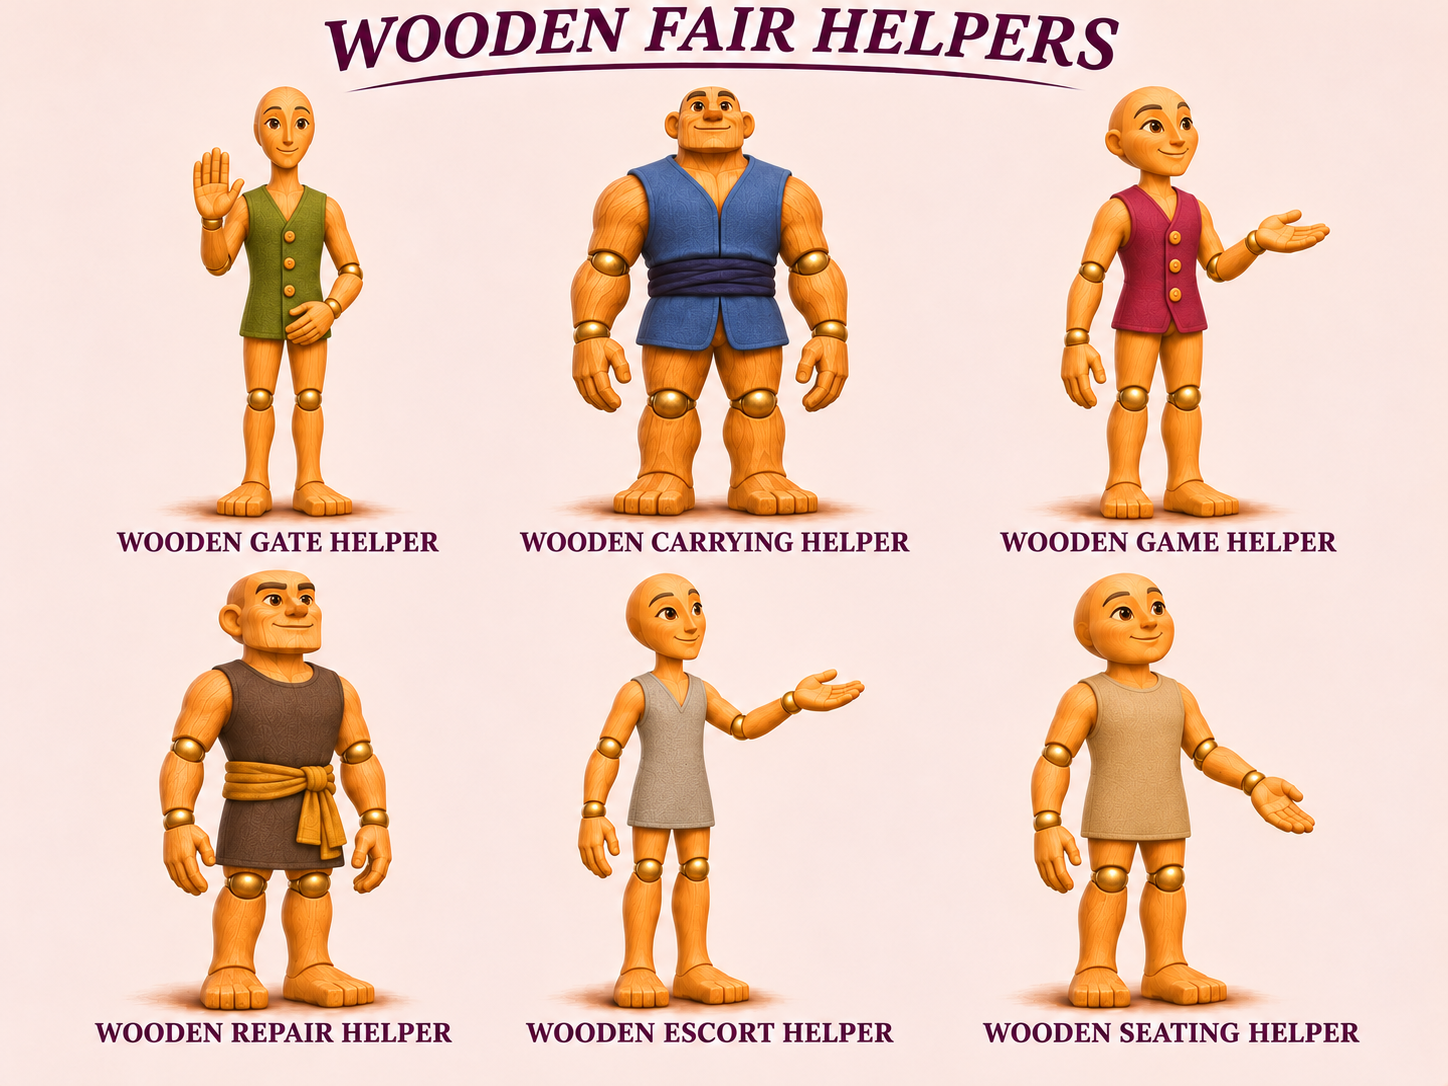 WOODEN FAIR HELPERS
WOODEN GATE HELPER
WOODEN CARRYING HELPER
WOODEN GAME HELPER
WOODEN REPAIR HELPER
WOODEN ESCORT HELPER
WOODEN SEATING HELPER